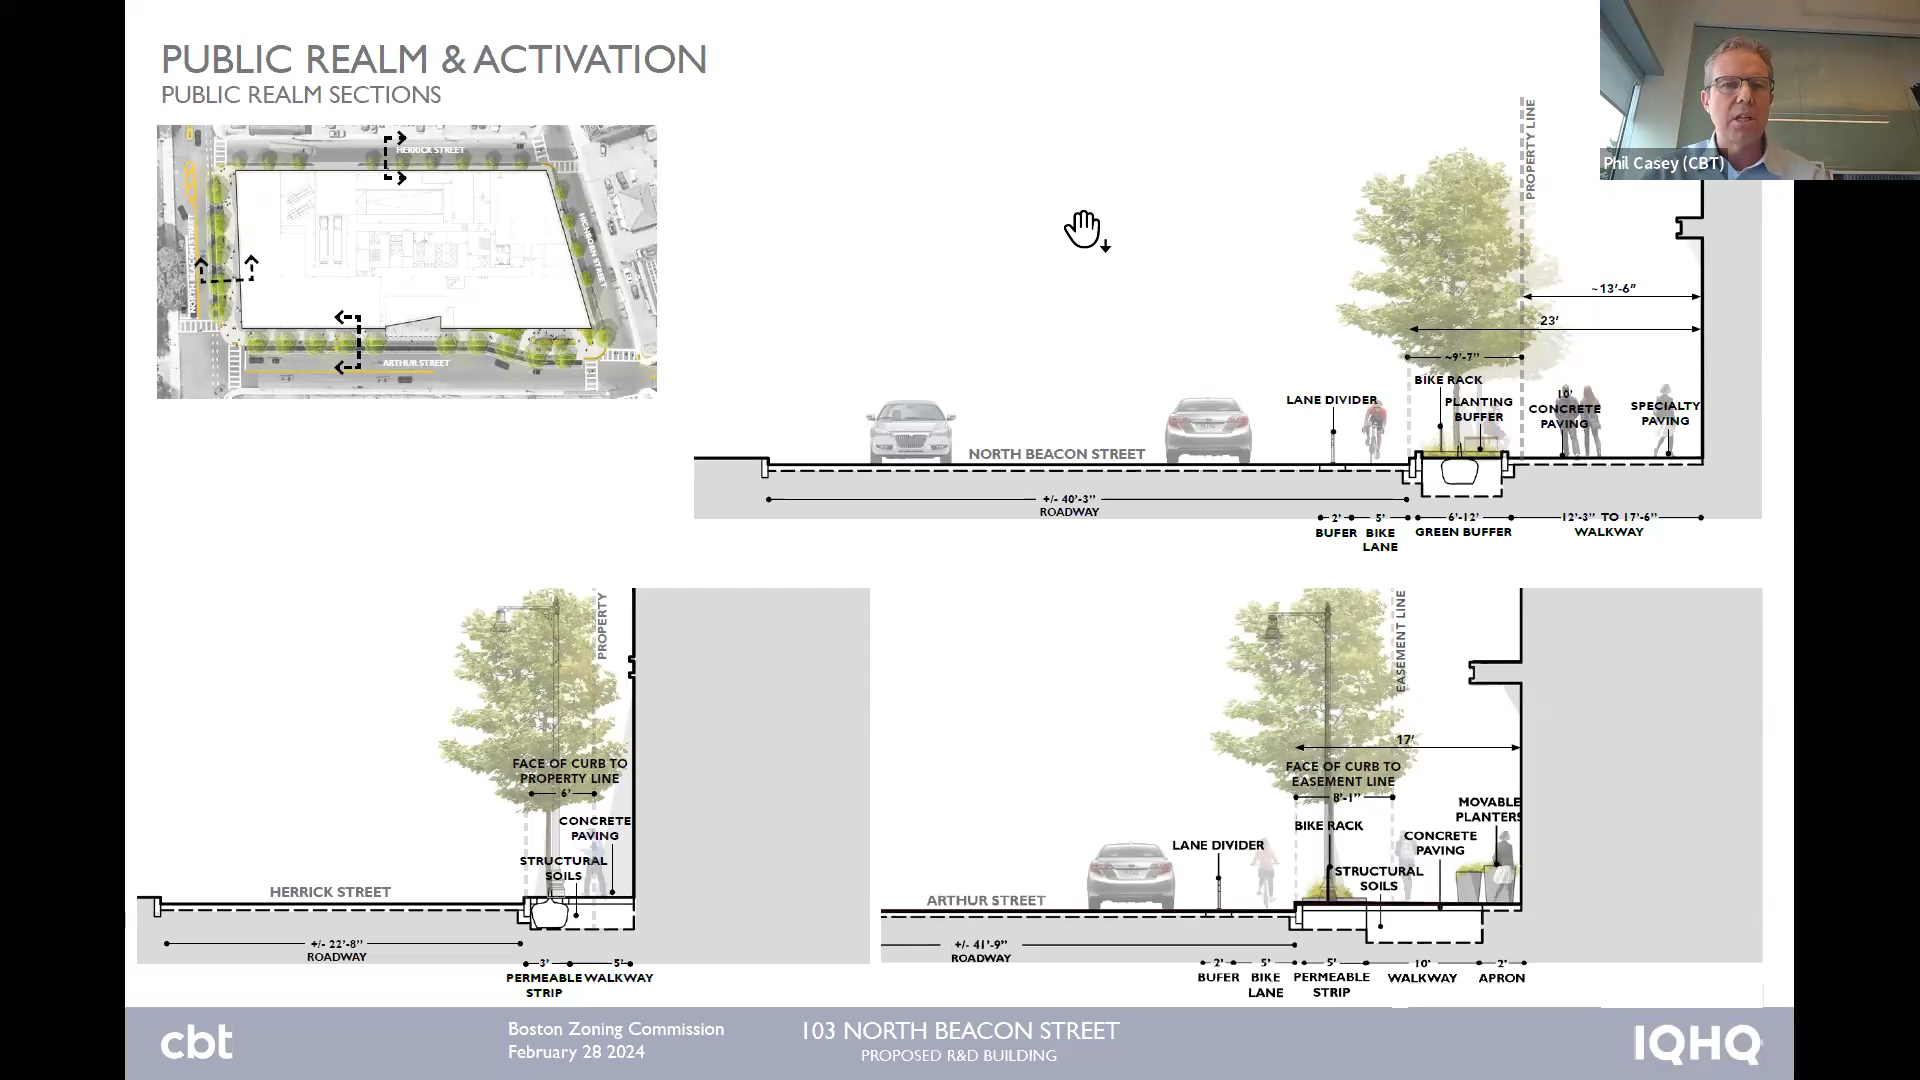 PUBLIC REALM & ACTIVATION
PUBLIC REALM SECTIONS
HERRICK STREET
NORTH BEACON STREET
HICHBORN STREET
ARTHUR STREET
Phil Casey (CBT)
PROPERTY LINE
~13'-6"
23'
~9'-7"
BIKE RACK
LANE DIVIDER
PLANTING
BUFFER
10'
CONCRETE
PAVING
SPECIALTY
PAVING
NORTH BEACON STREET
+/- 40'-3"
ROADWAY
2'
BUFER
5'
BIKE
LANE
6'-12'
GREEN BUFFER
12'-3" TO 17'-6"
WALKWAY
PROPERTY
FACE OF CURB TO
PROPERTY LINE
6'
CONCRETE
PAVING
STRUCTURAL
SOILS
HERRICK STREET
+/- 22'-8"
ROADWAY
3'
PERMEABLE
STRIP
5'
WALKWAY
EASEMENT LINE
17'
FACE OF CURB TO
EASEMENT LINE
8'-1"
MOVABLE
PLANTERS
BIKE RACK
CONCRETE
PAVING
LANE DIVIDER
STRUCTURAL
SOILS
ARTHUR STREET
+/- 41'-9"
ROADWAY
2'
BUFER
5'
BIKE
LANE
5'
PERMEABLE
STRIP
10'
WALKWAY
2'
APRON
cbt
Boston Zoning Commission
February 28 2024
103 NORTH BEACON STREET
PROPOSED R&D BUILDING
IQHQ